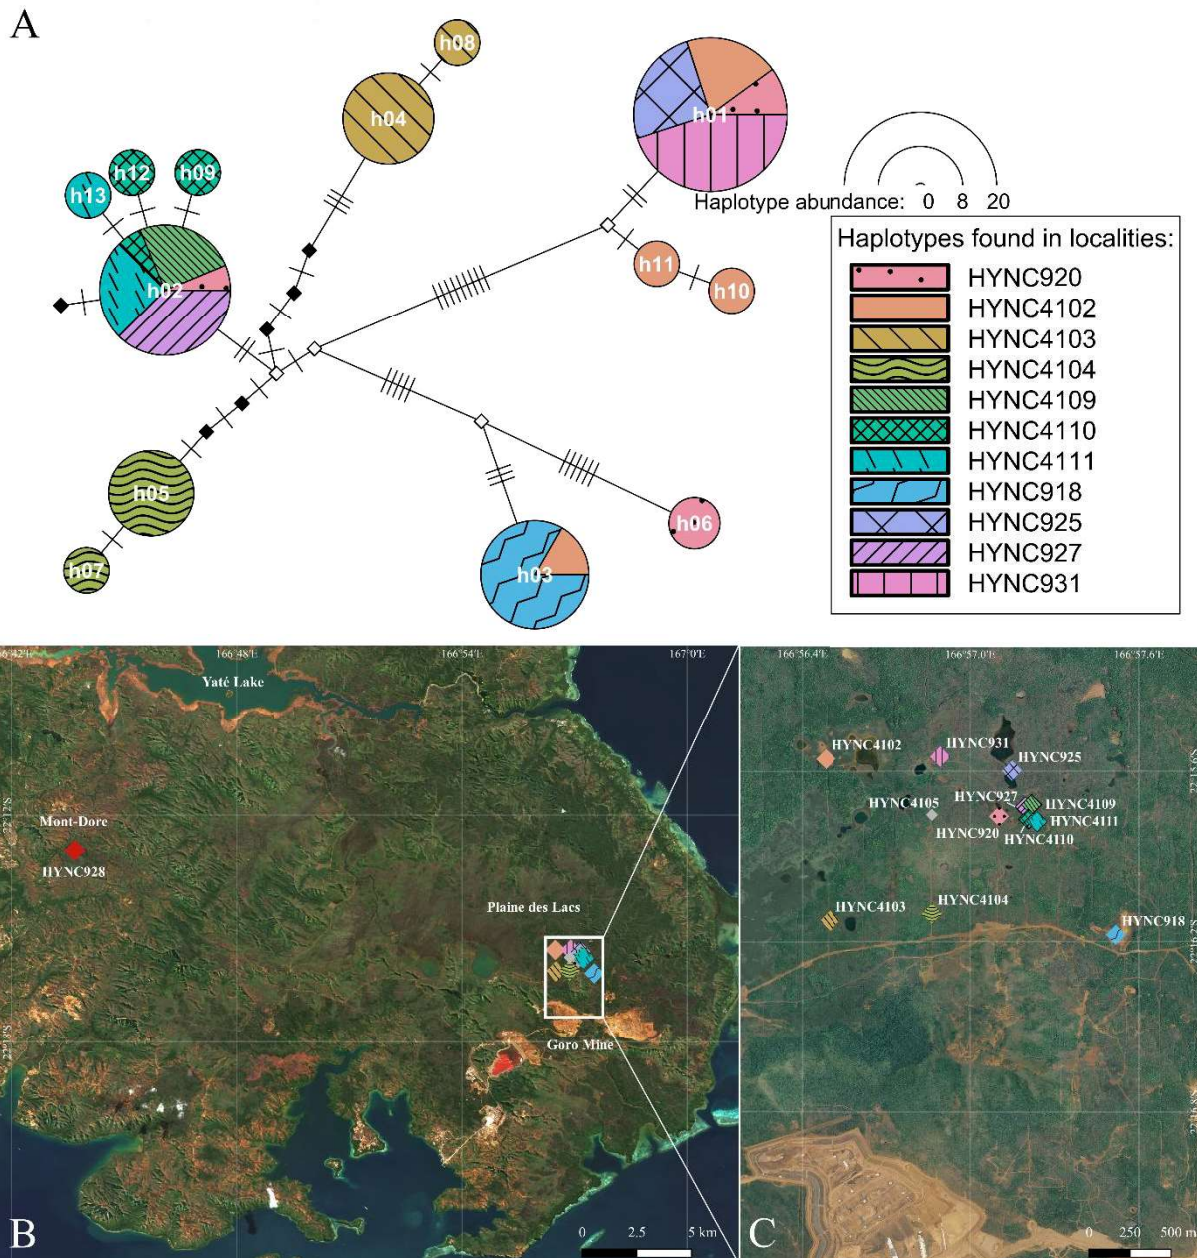 A
h08
h04
h01
h12
h09
h13
Haplotype abundance: 0 8 20
Haplotypes found in localities:
h11
h10
h02
HYNC920
HYNC4102
HYNC4103
HYNC4104
HYNC4109
HYNC4110
HYNC4111
HYNC918
HYNC925
HYNC927
HYNC931
h05
h06
h07
h03
166°48'E
166°54'E
167°0'E
Yaté Lake
22°12'S
Mont-Dore
HYNC928
Plaine des Lacs
Goro Mine
22°18'S
B
0 2.5 5 km
166°56.4'E
166°57.0'E
166°57.6'E
HYNC4102
HYNC931
HYNC925
HYNC4105
HYNC927
HYNC4109
HYNC4111
HYNC920
HYNC4110
HYNC4103
HYNC4104
HYNC918
C
0 250 500 m